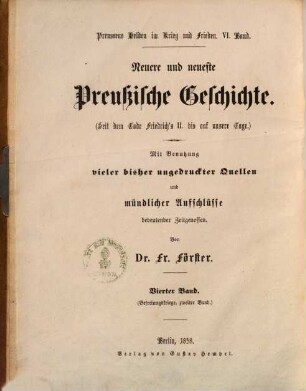 Preussens Helden im Krieg und Frieden. VI. Band.
Neuere und neueste
Preußische Geschichte.
(Seit dem Tode Friedrich's II. bis auf unsere Tage.)
Mit Benutzung
vieler bisher ungedruckter Quellen
und
mündlicher Aufschlüsse
bedeutender Zeitgenossen.
Von
Dr. Fr. Förster.
Vierter Band.
(Befreiungskriege, zweiter Band.)
Berlin, 1858.
Verlag von Gustav Hempel.